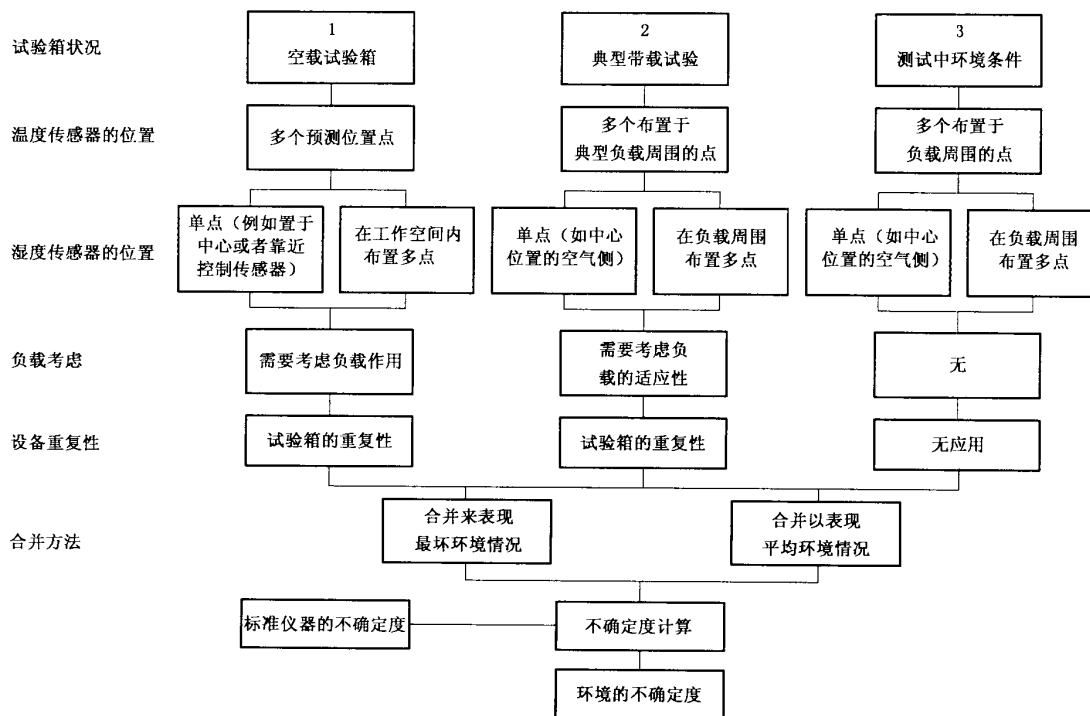 1
2
3
试验箱状况
空载试验箱
典型带载试验
测试中环境条件
温度传感器的位置
多个预测位置点
多个布置于
典型负载周围的点
多个布置于
负载周围的点
湿度传感器的位置
单点（例如置于
中心或者靠近
控制传感器）
在工作空间内
布置多点
单点（如中心
位置的空气侧）
在负载周围
布置多点
单点（如中心
位置的空气侧）
在负载周围
布置多点
负载考虑
需要考虑负载作用
需要考虑负
载的适应性
无
设备重复性
试验箱的重复性
试验箱的重复性
无应用
合并方法
合并来表现
最坏环境情况
合并以表现
平均环境情况
标准仪器的不确定度
不确定度计算
环境的不确定度